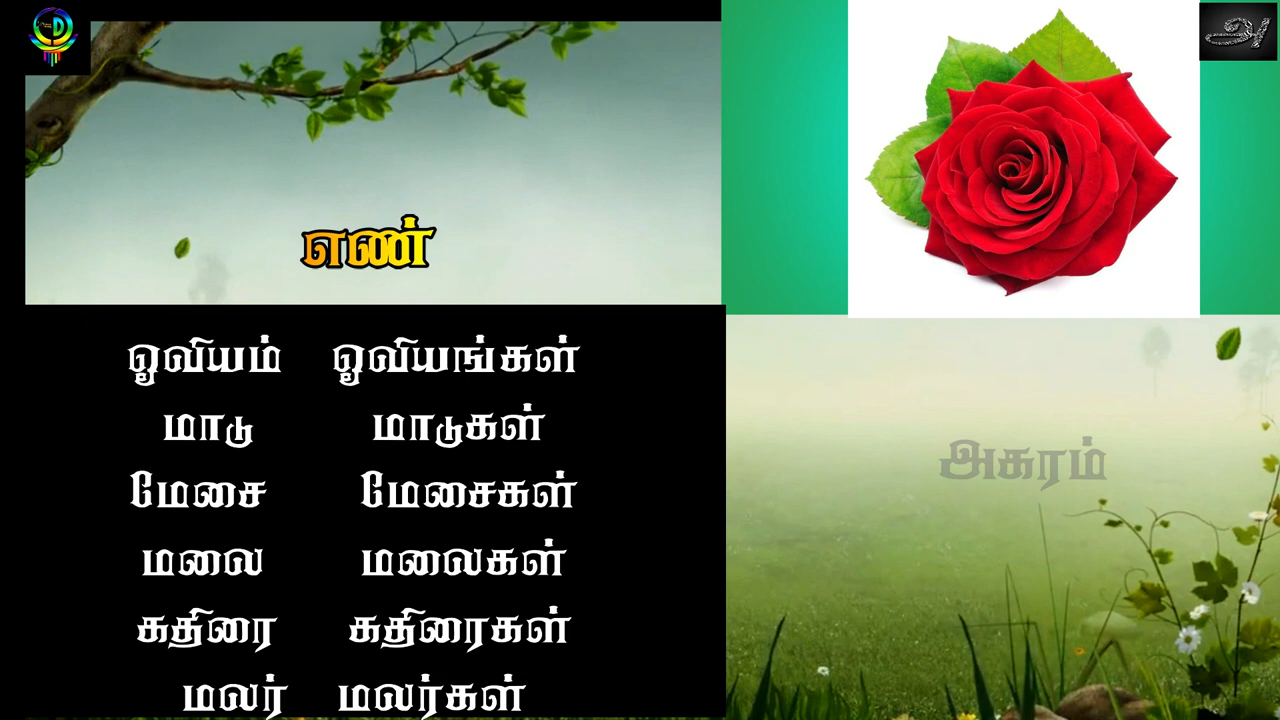 எண்
ஓவியம் ஓவியங்கள்
மாடு மாடுகள்
மேசை மேசைகள்
மலை மலைகள்
கதிரை கதிரைகள்
மலர் மலர்கள்
அகரம்